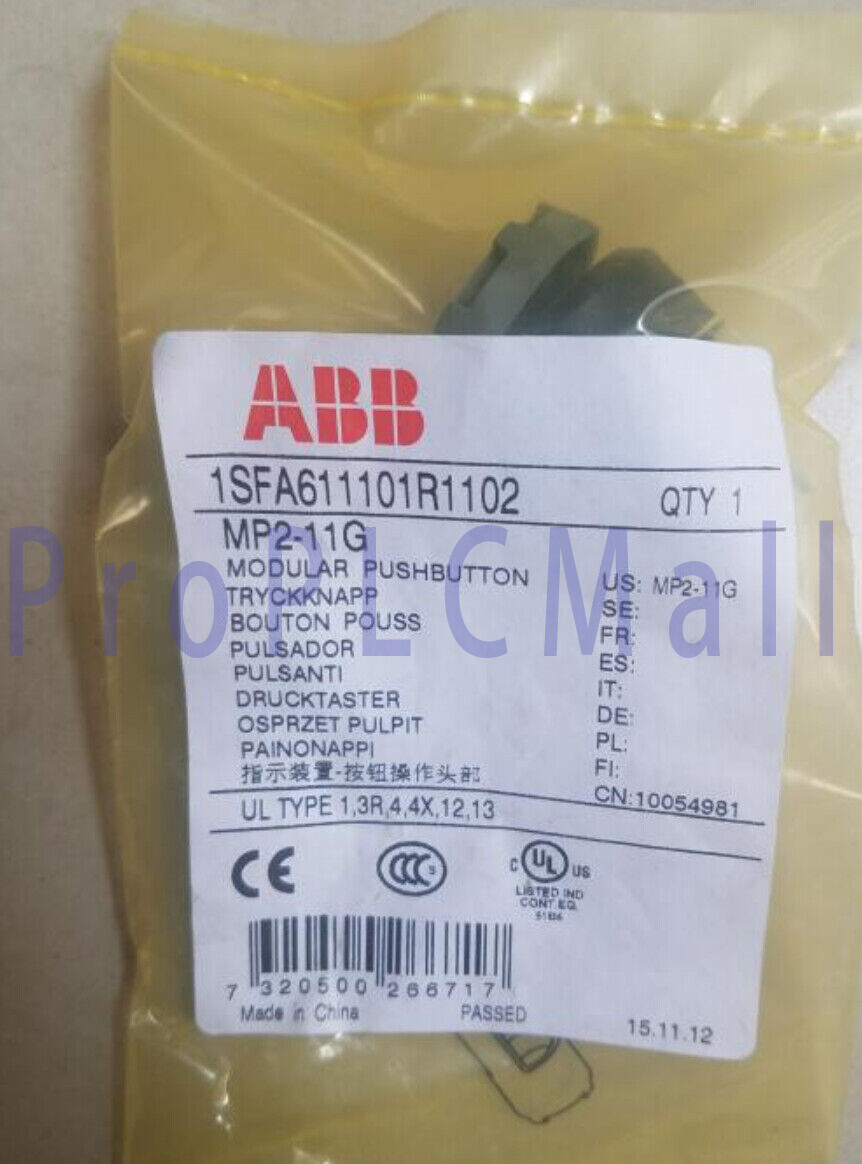 ABB
1SFA611101R1102 QTY 1
MP2-11G
MODULAR PUSHBUTTON US: MP2-11G
TRYCKKNAPP SE:
BOUTON POUSS FR:
PULSADOR ES:
PULSANTI IT:
DRUCKTASTER DE:
OSPRZET PULPIT PL:
PAINONAPPI FI:
指示装置-按钮操作头部 CN:10054981
ProPLCMall
UL TYPE 1,3R,4,4X,12,13
CE CCC S C UL US
LISTED IND
CONT.EQ.
7 320500 266717
Made in China PASSED 15.11.12